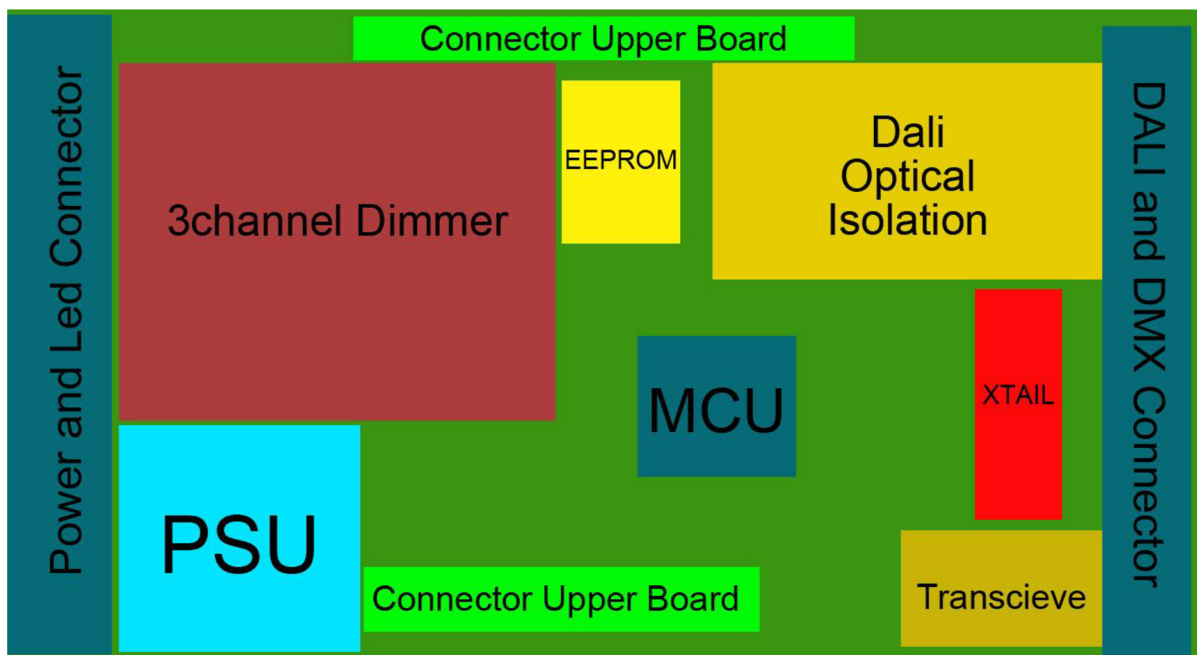 Connector Upper Board
Power and Led Connector
3channel Dimmer
EEPROM
Dali
Optical
Isolation
DALI and DMX Connector
MCU
XTAIL
PSU
Connector Upper Board
Transcieve